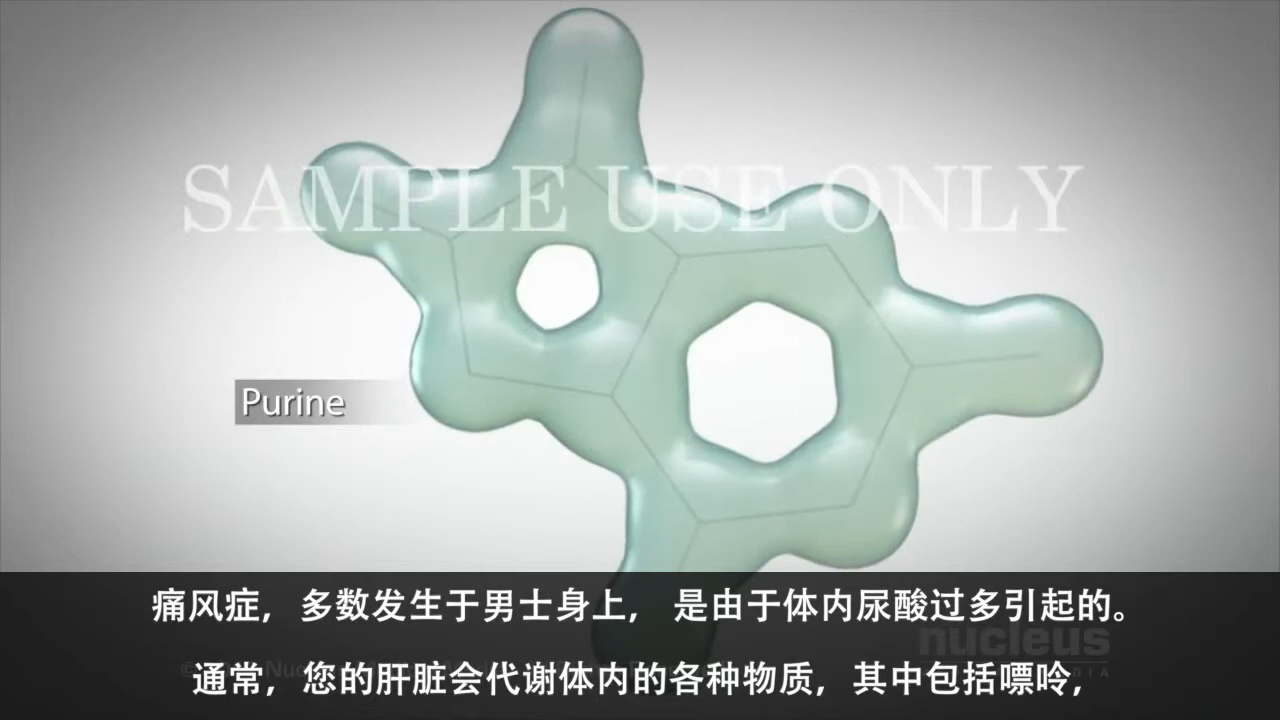 SAMPLE USE ONLY
Purine
痛风症，多数发生于男士身上， 是由于体内尿酸过多引起的。
nucleus
通常，您的肝脏会代谢体内的各种物质，其中包括嘌呤，